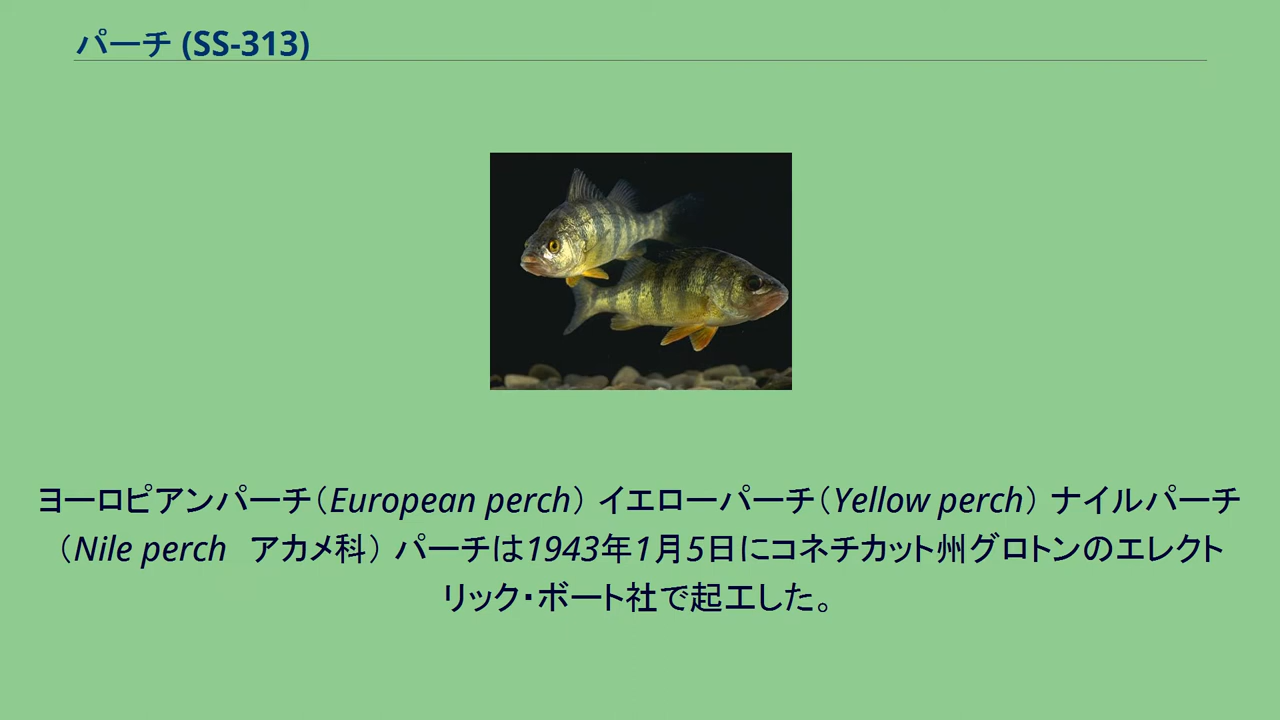 パーチ (SS-313)
ヨーロピアンパーチ（European perch） イエローパーチ（Yellow perch） ナイルパーチ
（Nile perch　アカメ科） パーチは1943年1月5日にコネチカット州グロトンのエレクト
リック・ボート社で起工した。